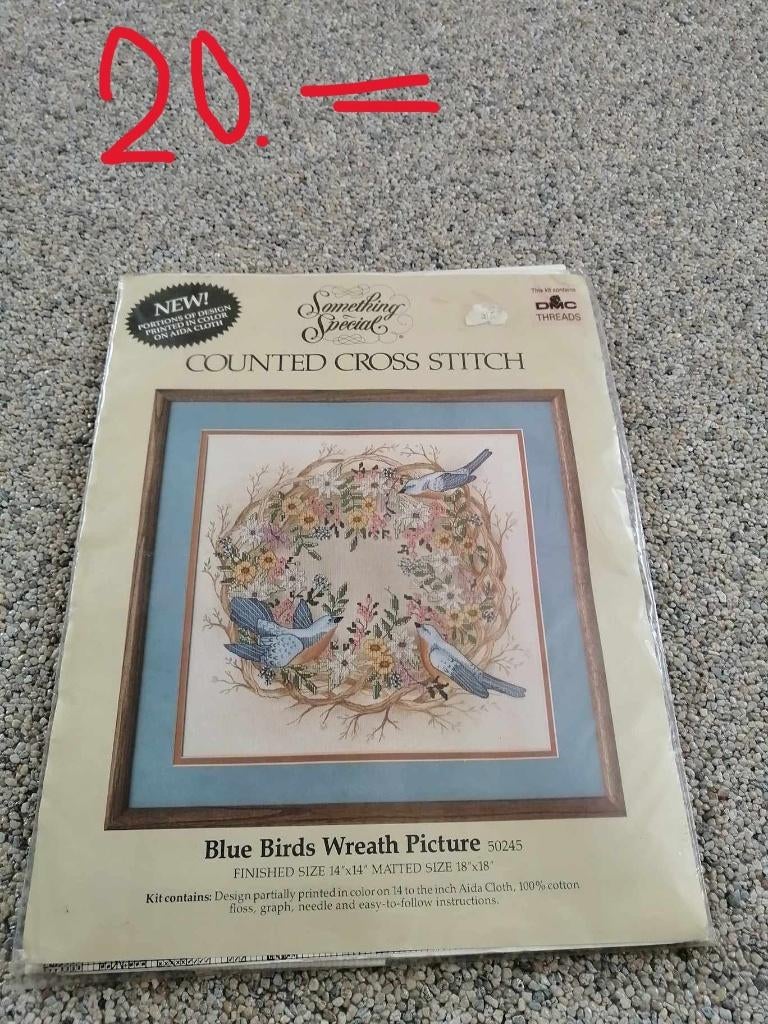 20.=
NEW!
PORTIONS OF DESIGN
PRINTED IN COLOR
ON AIDA CLOTH
Something
Special®
This kit contains
DMC
THREADS
COUNTED CROSS STITCH
Blue Birds Wreath Picture 50245
FINISHED SIZE 14"x14" MATTED SIZE 18"x18"
Kit contains: Design partially printed in color on 14 to the inch Aida Cloth, 100% cotton
floss, graph, needle and easy-to-follow instructions.